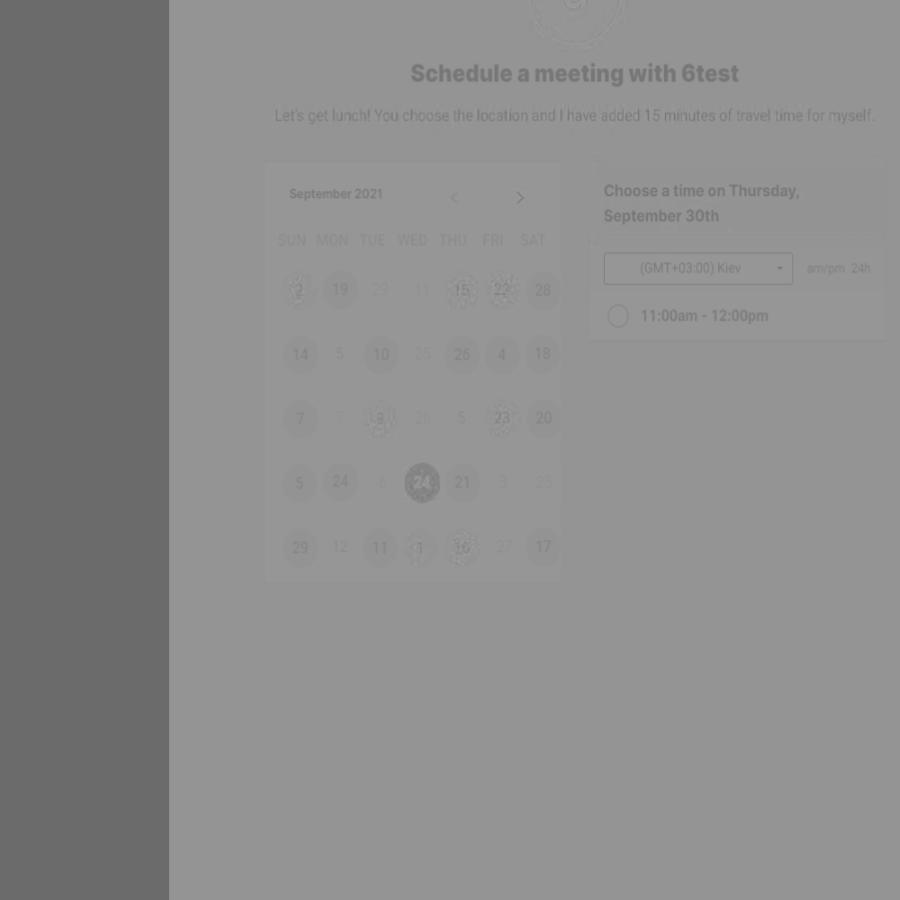 Schedule a meeting with 6test
Let's get lunch! You choose the location and I have added 15 minutes of travel time for myself.
September 2021
SUN MON TUE WED THU FRI SAT
2 19 29 11 15 22 28
14 5 10 25 26 4 18
7 7 8 26 5 23 20
5 24 6 24 21 3 25
29 12 11 1 16 27 17
Choose a time on Thursday,
September 30th
(GMT+03:00) Kiev
am/pm 24h
11:00am - 12:00pm